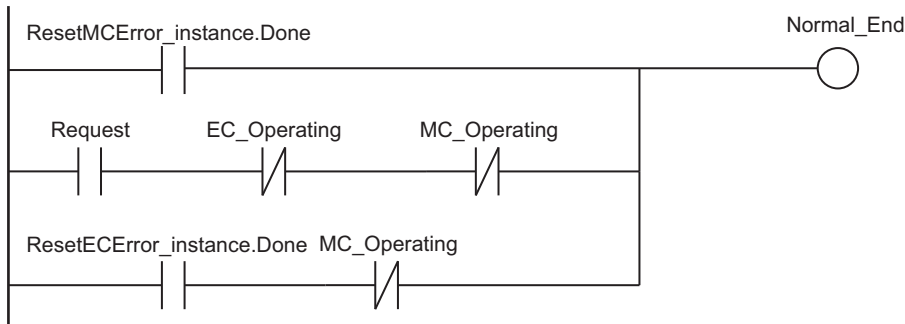 ResetMCError_instance.Done
Normal_End
Request EC_Operating MC_Operating
ResetECError_instance.Done MC_Operating